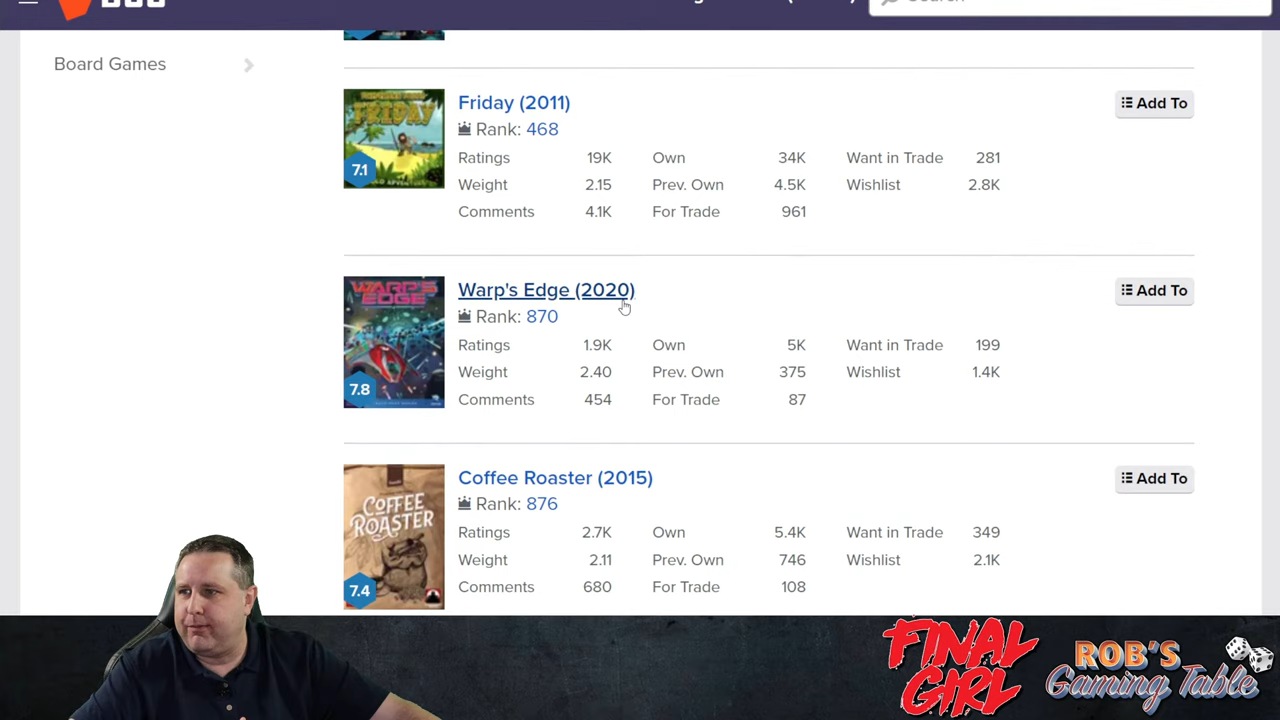 Board Games
Friday (2011)
Add To
Rank: 468
Ratings 19K Own 34K Want in Trade 281
Weight 2.15 Prev. Own 4.5K Wishlist 2.8K
Comments 4.1K For Trade 961
FRIDAY
7.1
Warp's Edge (2020)
Add To
Rank: 870
Ratings 1.9K Own 5K Want in Trade 199
Weight 2.40 Prev. Own 375 Wishlist 1.4K
Comments 454 For Trade 87
WARP'S
EDGE
7.8
Coffee Roaster (2015)
Add To
Rank: 876
Ratings 2.7K Own 5.4K Want in Trade 349
Weight 2.11 Prev. Own 746 Wishlist 2.1K
Comments 680 For Trade 108
COFFEE
ROASTER
7.4
FINAL
GIRL
ROB'S
Gaming Table